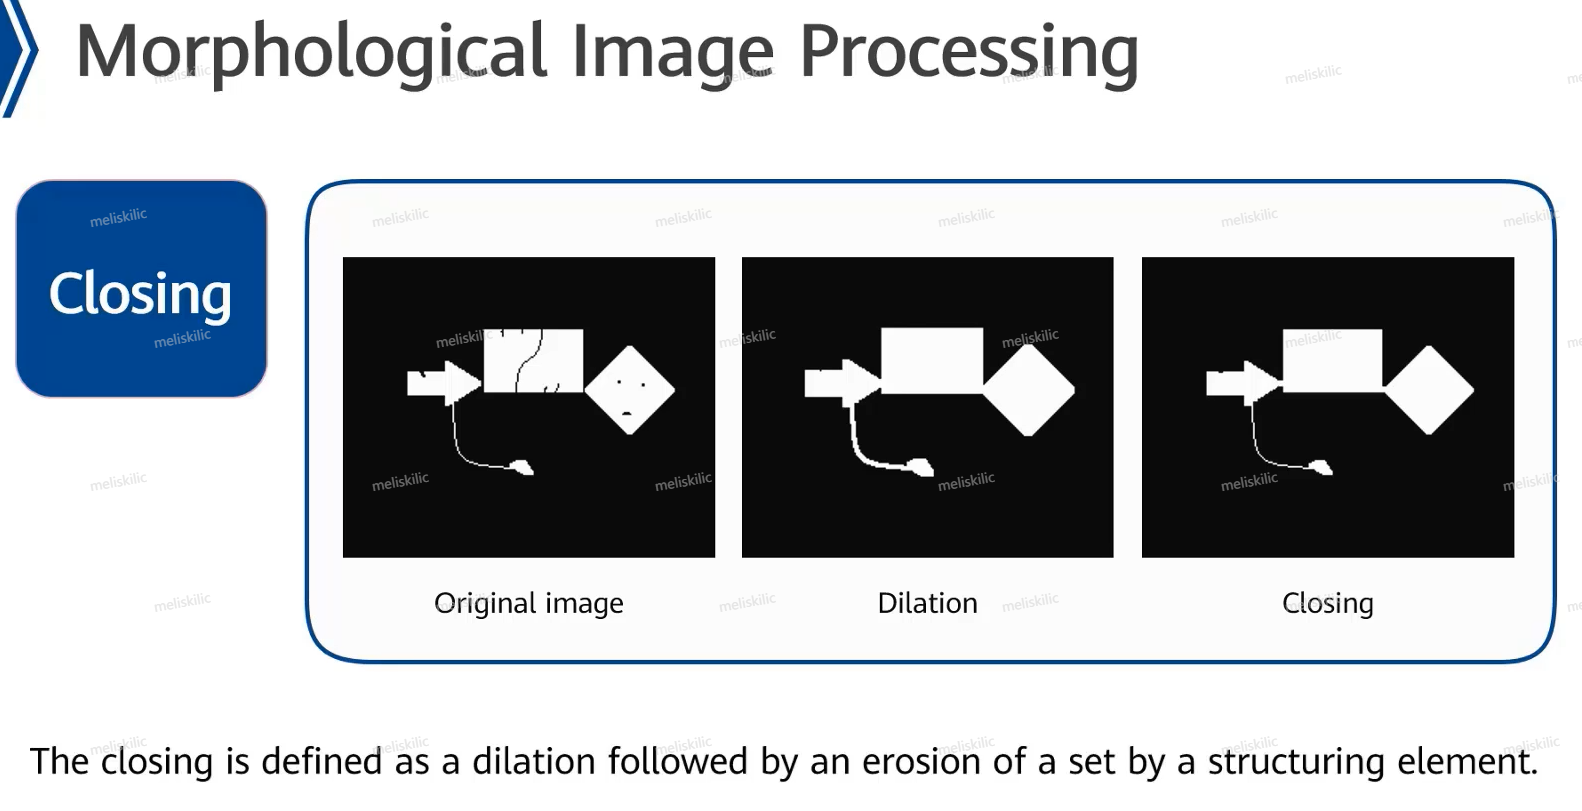 Morphological Image Processing
Closing
Original image
Dilation
Closing
The closing is defined as a dilation followed by an erosion of a set by a structuring element.
meliskilic